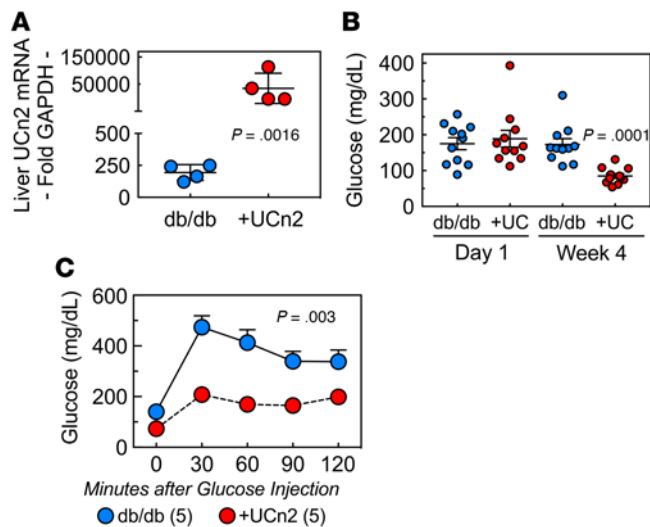 A
Liver UCn2 mRNA
- Fold GAPDH -
150000
50000
500
250
0
P = .0016
db/db
+UCn2
B
Glucose (mg/dL)
400
300
200
100
0
P = .0001
db/db +UC db/db +UC
Day 1 Week 4
C
Glucose (mg/dL)
600
400
200
0
P = .003
0 30 60 90 120
Minutes after Glucose Injection
db/db (5) +UCn2 (5)